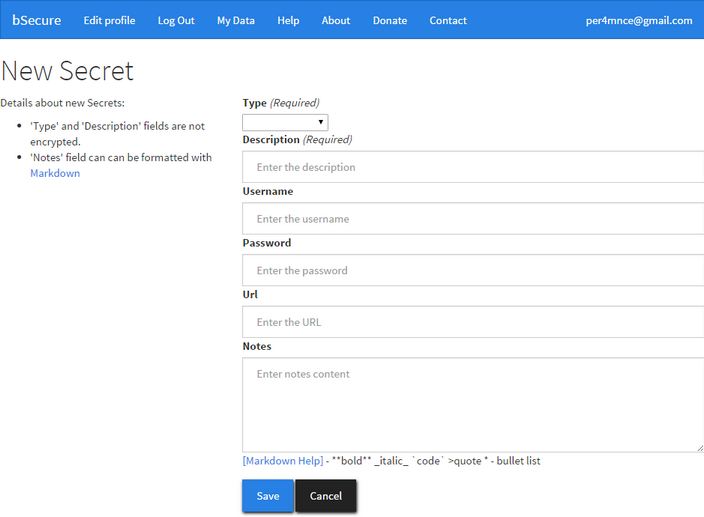 bSecure Edit profile Log Out My Data Help About Donate Contact per4mnce@gmail.com
New Secret
Details about new Secrets:
• 'Type' and 'Description' fields are not
encrypted.
• 'Notes' field can can be formatted with
Markdown
Type (Required)
Description (Required)
Enter the description
Username
Enter the username
Password
Enter the password
Url
Enter the URL
Notes
Enter notes content
[Markdown Help] - **bold** _italic_ `code` >quote * - bullet list
Save Cancel